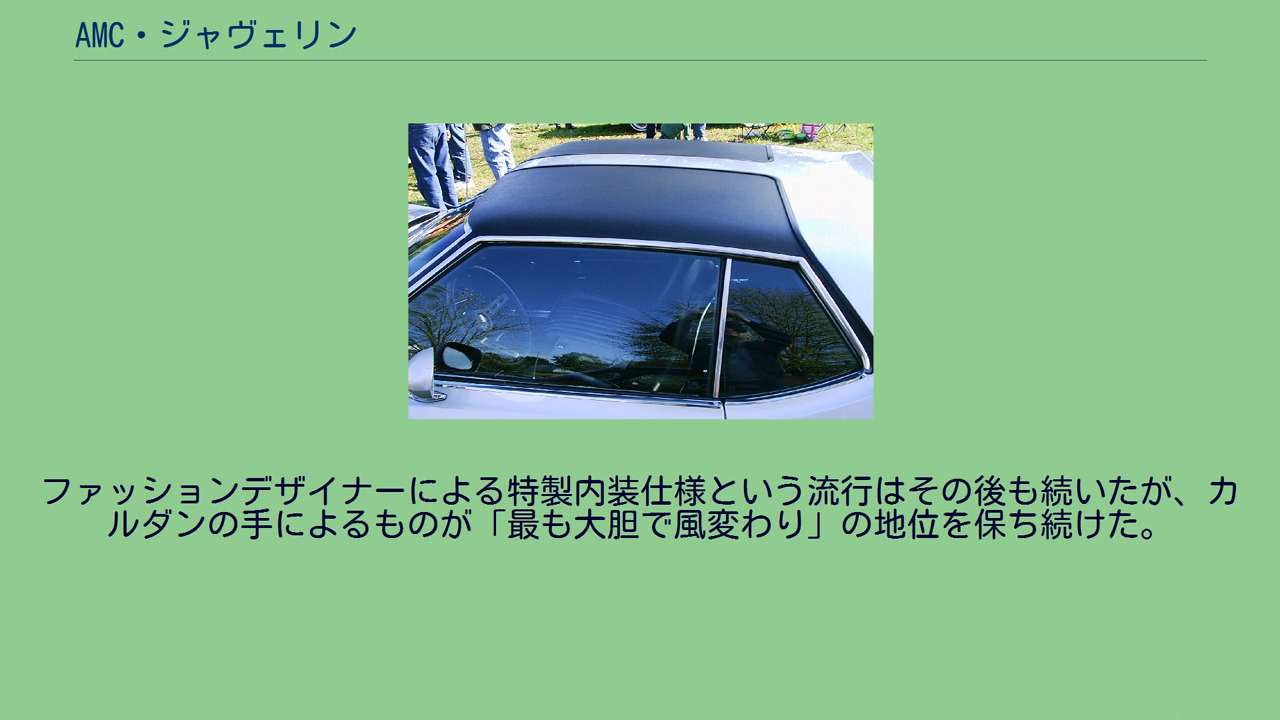 AMC・ジャヴェリン
ファッションデザイナーによる特製内装仕様という流行はその後も続いたが、カ
ルダンの手によるものが「最も大胆で風変わり」の地位を保ち続けた。